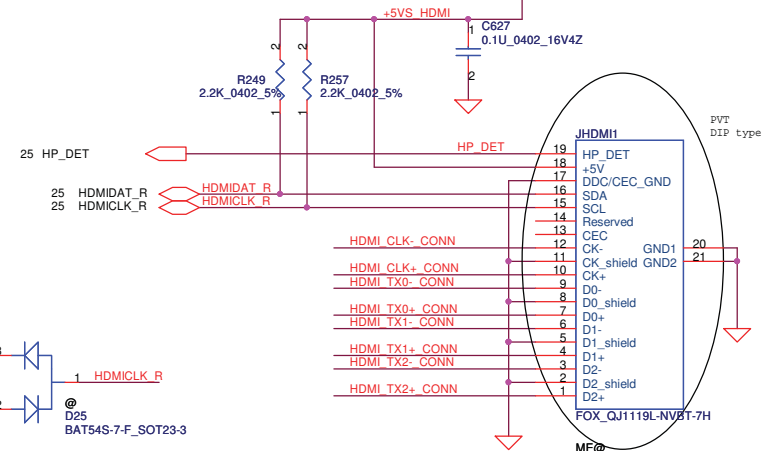 +5VS_HDMI
C627
0.1U_0402_16V4Z
1
2
2
2
R249
2.2K_0402_5%
R257
2.2K_0402_5%
1
1
PVT
DIP type
JHDMI1
25 HP_DET
HP_DET
19 HP_DET
18 +5V
17 DDC/CEC_GND
25 HDMIDAT_R
HDMIDAT_R
16 SDA
25 HDMICLK_R
HDMICLK_R
15 SCL
14 Reserved
13 CEC
HDMI_CLK-_CONN
12 CK-
GND1 20
11 CK_shield
GND2 21
HDMI_CLK+_CONN
10 CK+
HDMI_TX0-_CONN
9 D0-
8 D0_shield
HDMI_TX0+_CONN
7 D0+
HDMI_TX1-_CONN
6 D1-
5 D1_shield
HDMI_TX1+_CONN
4 D1+
HDMI_TX2-_CONN
3 D2-
2 D2_shield
HDMI_TX2+_CONN
1 D2+
FOX_QJ1119L-NVBT-7H
ME@
1 HDMICLK_R
@
D25
BAT54S-7-F_SOT23-3